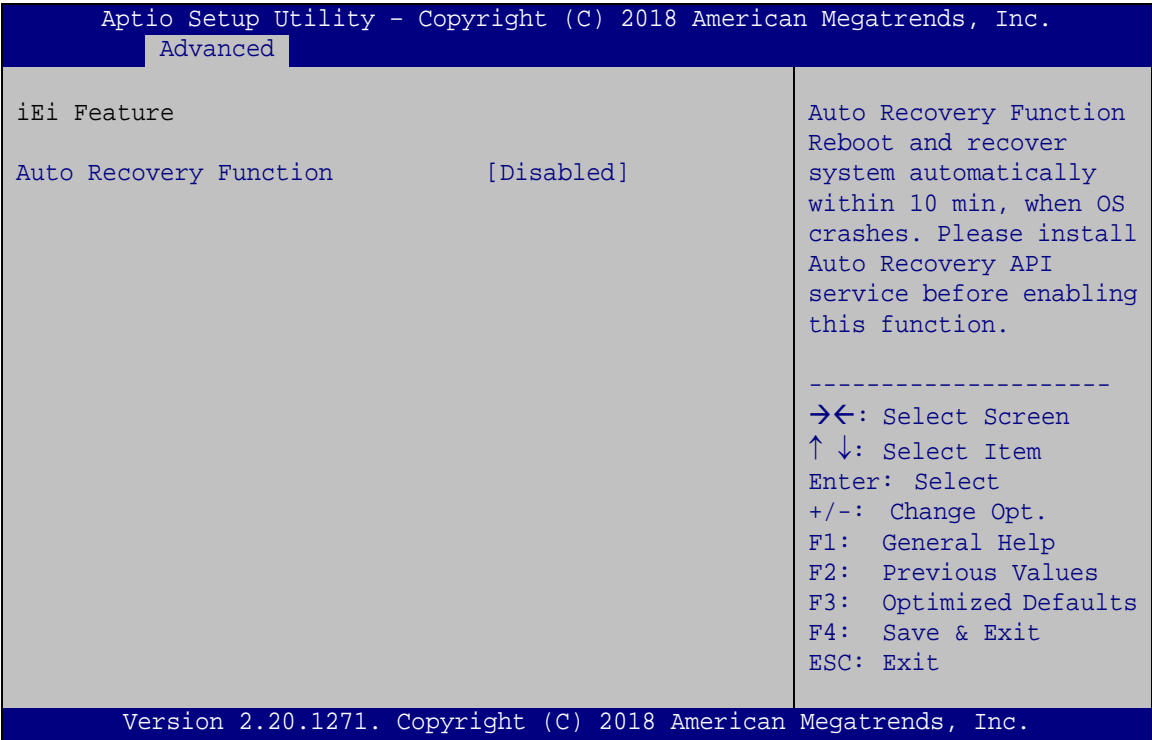 Aptio Setup Utility – Copyright (C) 2018 American Megatrends, Inc.
Advanced
iEi Feature
Auto Recovery Function [Disabled]
Auto Recovery Function
Reboot and recover
system automatically
within 10 min, when OS
crashes. Please install
Auto Recovery API
service before enabling
this function.
---------------------
→←: Select Screen
↑ ↓: Select Item
Enter: Select
+/-: Change Opt.
F1: General Help
F2: Previous Values
F3: Optimized Defaults
F4: Save & Exit
ESC: Exit
Version 2.20.1271. Copyright (C) 2018 American Megatrends, Inc.